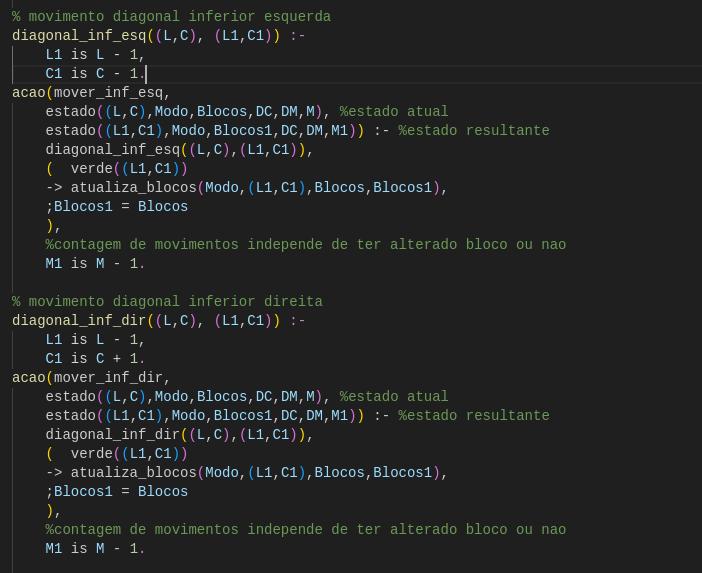 % movimento diagonal inferior esquerda
diagonal_inf_esq((L,C), (L1,C1)) :-
    L1 is L - 1,
    C1 is C - 1.
acao(mover_inf_esq,
    estado((L,C),Modo,Blocos,DC,DM,M), %estado atual
    estado((L1,C1),Modo,Blocos1,DC,DM,M1)) :- %estado resultante
    diagonal_inf_esq((L,C),(L1,C1)),
    (  verde((L1,C1))
    -> atualiza_blocos(Modo,(L1,C1),Blocos,Blocos1),
    ;Blocos1 = Blocos
    ),
    %contagem de movimentos independe de ter alterado bloco ou nao
    M1 is M - 1.

% movimento diagonal inferior direita
diagonal_inf_dir((L,C), (L1,C1)) :-
    L1 is L - 1,
    C1 is C + 1.
acao(mover_inf_dir,
    estado((L,C),Modo,Blocos,DC,DM,M), %estado atual
    estado((L1,C1),Modo,Blocos1,DC,DM,M1)) :- %estado resultante
    diagonal_inf_dir((L,C),(L1,C1)),
    (  verde((L1,C1))
    -> atualiza_blocos(Modo,(L1,C1),Blocos,Blocos1),
    ;Blocos1 = Blocos
    ),
    %contagem de movimentos independe de ter alterado bloco ou nao
    M1 is M - 1.